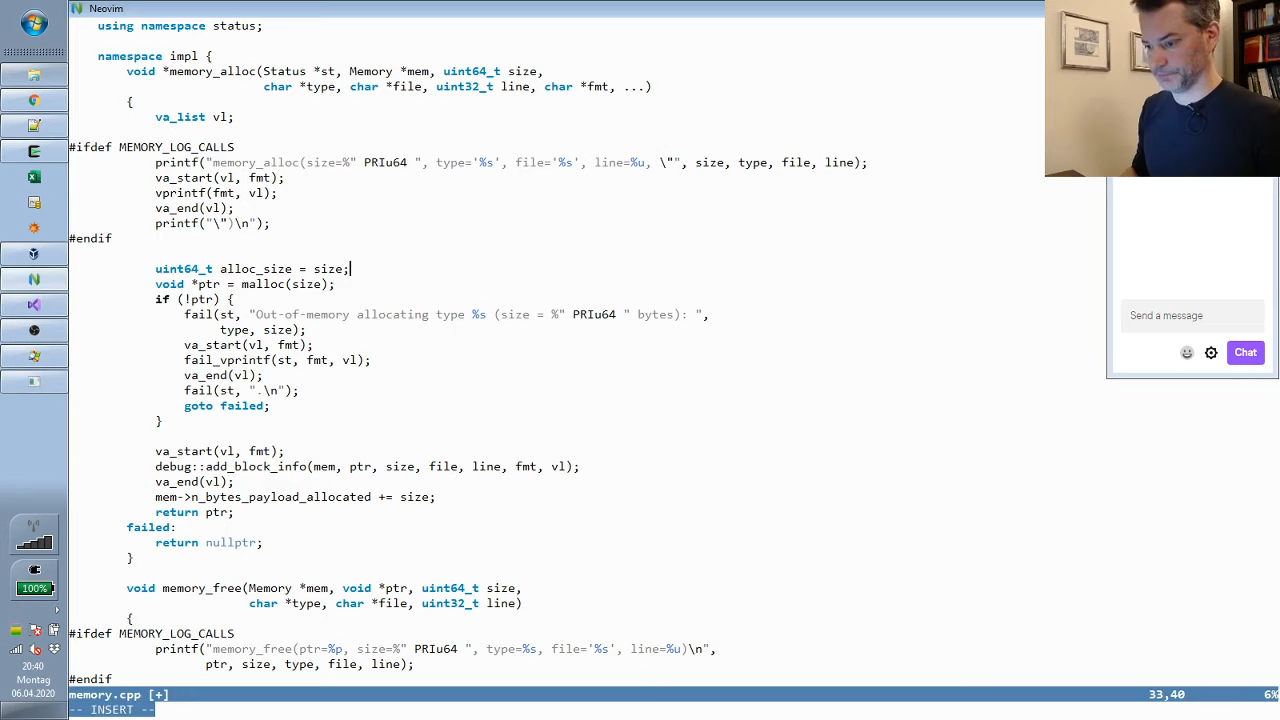 Neovim
using namespace status;
namespace impl {
void *memory_alloc(Status *st, Memory *mem, uint64_t size,
char *type, char *file, uint32_t line, char *fmt, ...)
{
va_list vl;
#ifdef MEMORY_LOG_CALLS
printf("memory_alloc(size=%" PRIu64 ", type='%s', file='%s', line=%u, \"", size, type, file, line);
va_start(vl, fmt);
vprintf(fmt, vl);
va_end(vl);
printf("\")\n");
#endif
uint64_t alloc_size = size;
void *ptr = malloc(size);
if (!ptr) {
fail(st, "Out-of-memory allocating type %s (size = %" PRIu64 " bytes): ",
type, size);
va_start(vl, fmt);
fail_vprintf(st, fmt, vl);
va_end(vl);
fail(st, ".\n");
goto failed;
}
va_start(vl, fmt);
debug::add_block_info(mem, ptr, size, file, line, fmt, vl);
va_end(vl);
mem->n_bytes_payload_allocated += size;
return ptr;
failed:
return nullptr;
}
void memory_free(Memory *mem, void *ptr, uint64_t size,
char *type, char *file, uint32_t line)
{
#ifdef MEMORY_LOG_CALLS
printf("memory_free(ptr=%p, size=%" PRIu64 ", type=%s, file='%s', line=%u)\n",
ptr, size, type, file, line);
#endif
memory.cpp [+] 33,40 6%
-- INSERT --
Send a message
Chat
100%
20:40
Montag
06.04.2020